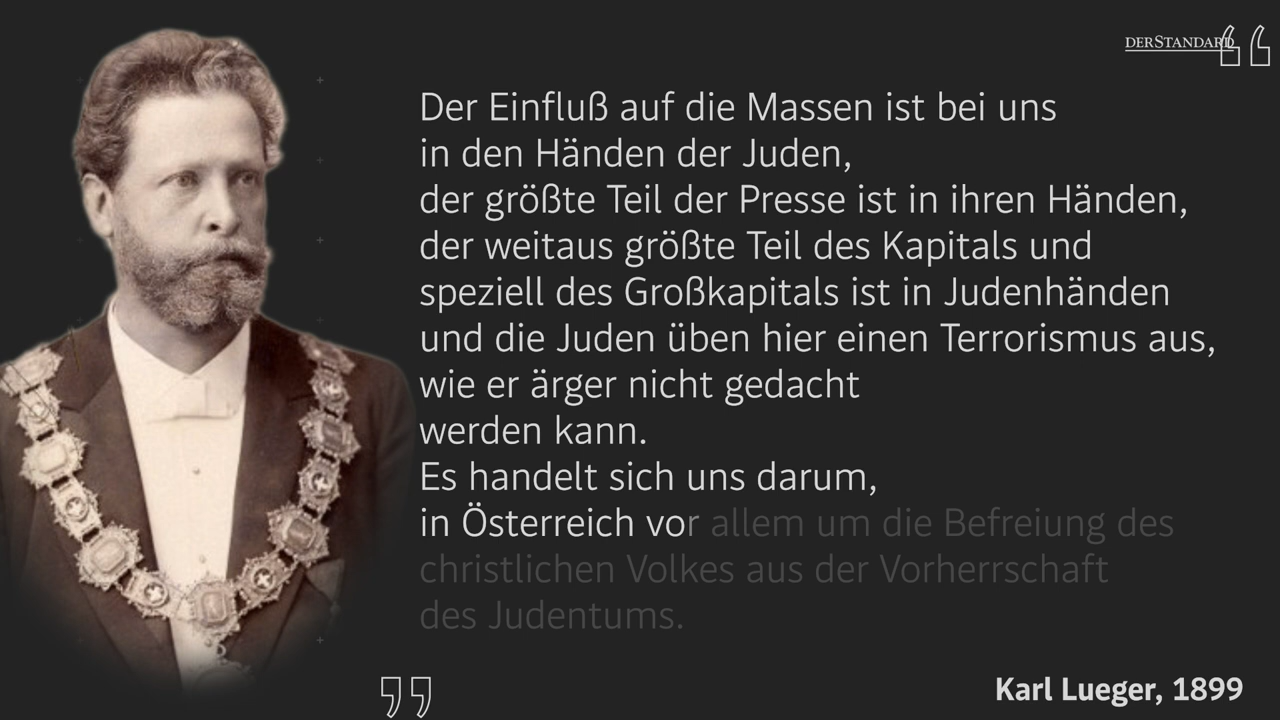 DERSTANDARD
Der Einfluß auf die Massen ist bei uns
in den Händen der Juden,
der größte Teil der Presse ist in ihren Händen,
der weitaus größte Teil des Kapitals und
speziell des Großkapitals ist in Judenhänden
und die Juden üben hier einen Terrorismus aus,
wie er ärger nicht gedacht
werden kann.
Es handelt sich uns darum,
in Österreich vor allem um die Befreiung des
christlichen Volkes aus der Vorherrschaft
des Judentums.
Karl Lueger, 1899